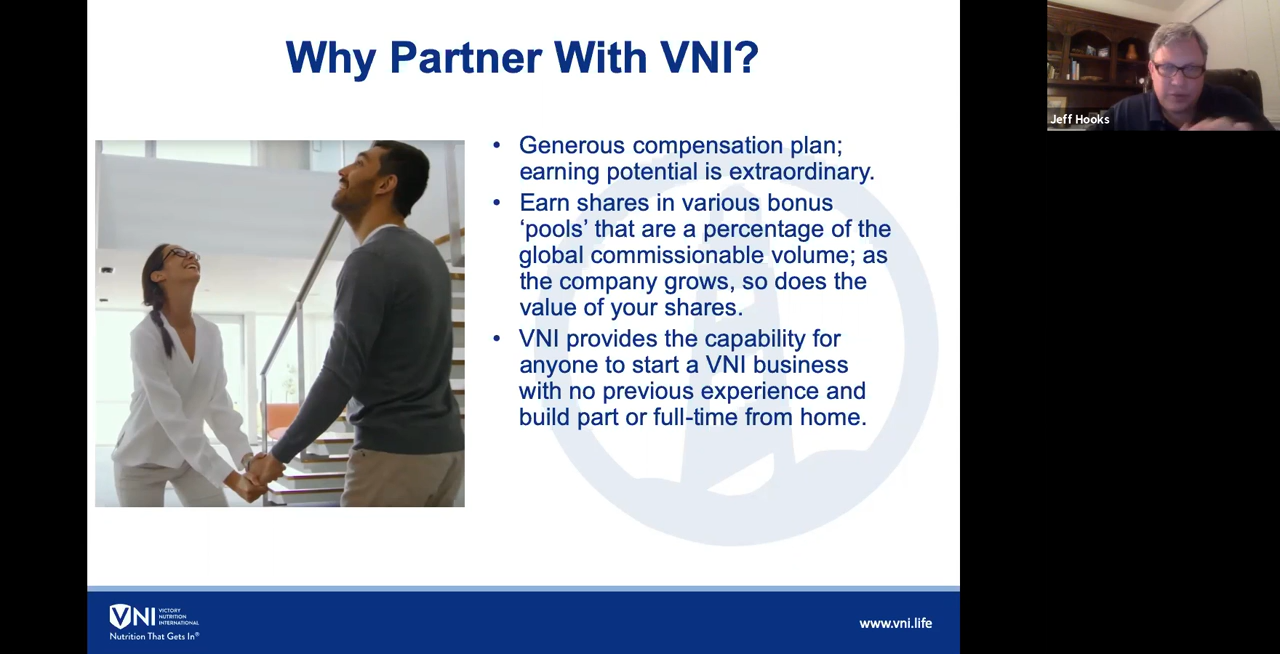 Why Partner With VNI?
Jeff Hooks
• Generous compensation plan;
earning potential is extraordinary.
• Earn shares in various bonus
‘pools’ that are a percentage of the
global commissionable volume; as
the company grows, so does the
value of your shares.
• VNI provides the capability for
anyone to start a VNI business
with no previous experience and
build part or full-time from home.
VNI
VICTORY
NUTRITION
INTERNATIONAL
Nutrition That Gets In®
www.vni.life